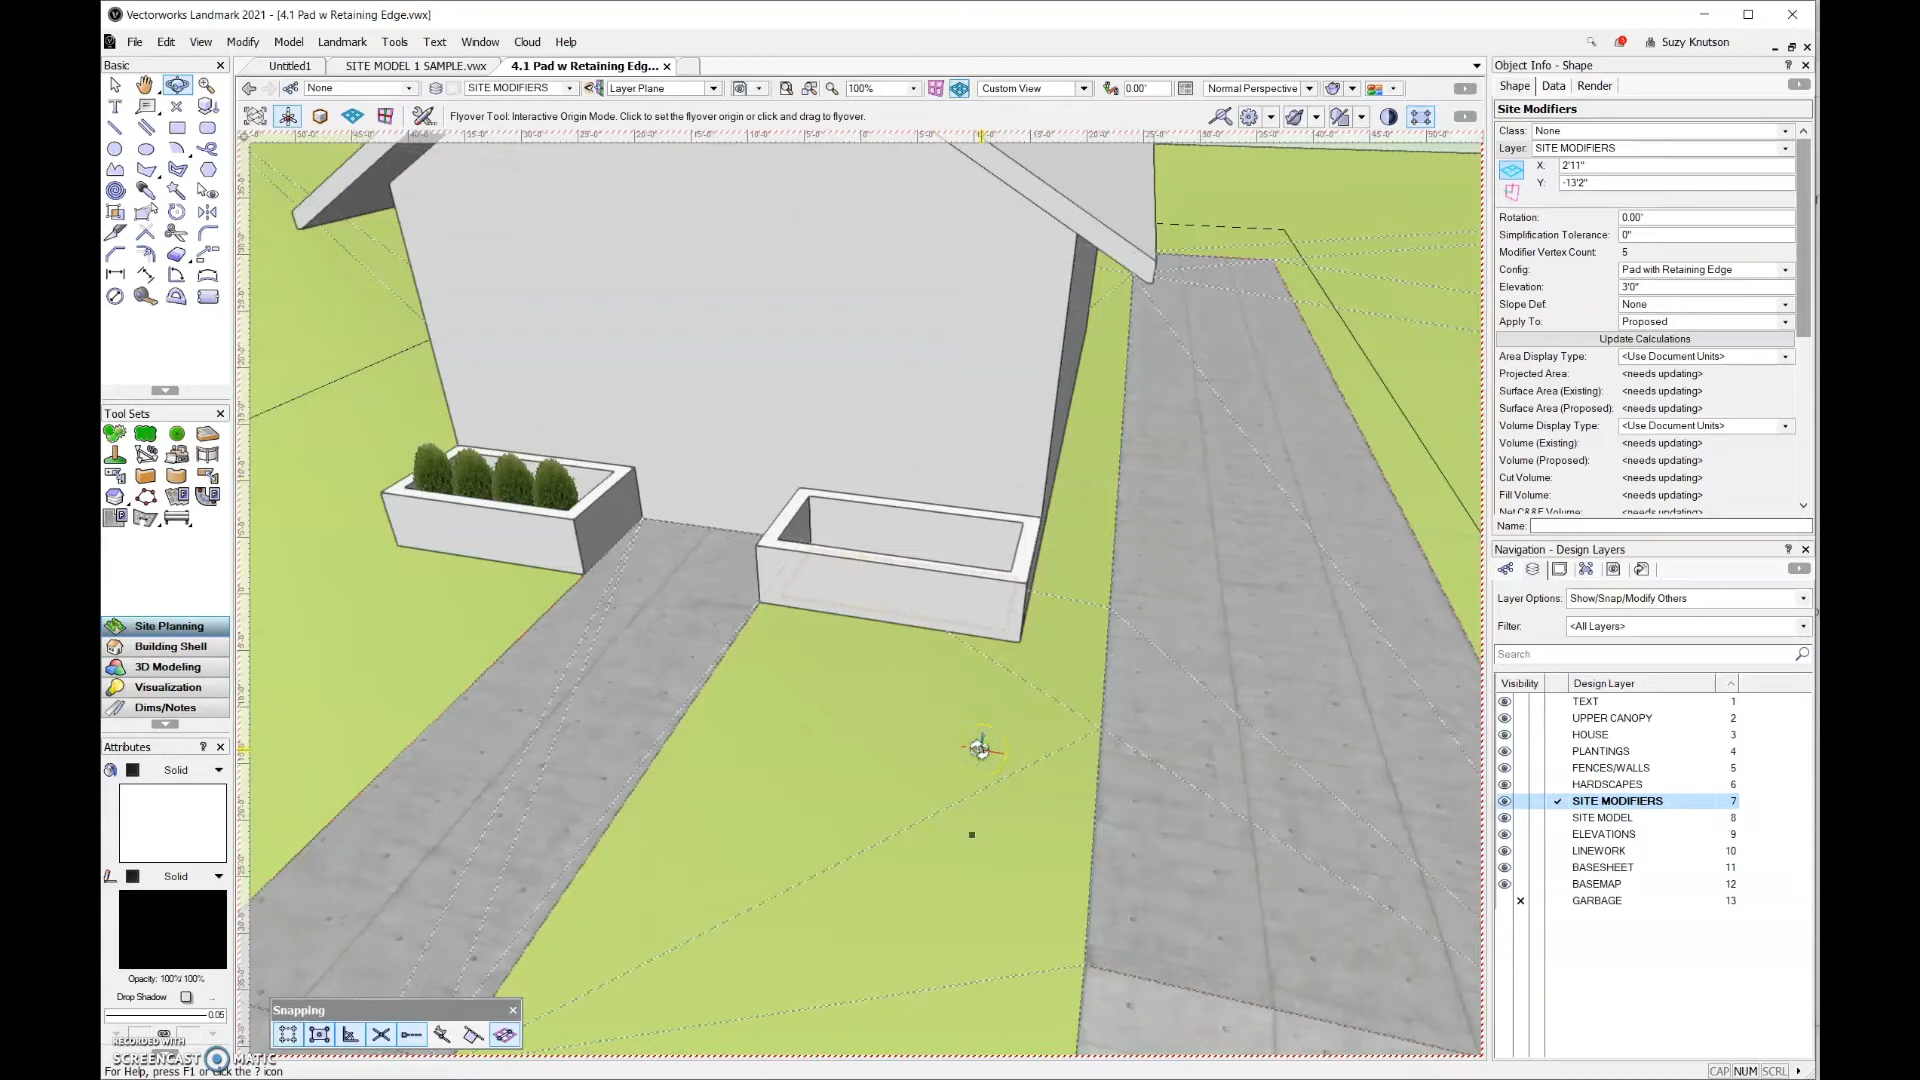 Vectorworks Landmark 2021 - [4.1 Pad w Retaining Edge.vwx]
File Edit View Modify Model Landmark Tools Text Window Cloud Help
Suzy Knutson
Basic
Untitled1 SITE MODEL 1 SAMPLE.vwx 4.1 Pad w Retaining Edg...
None SITE MODIFIERS Layer Plane 100% Custom View 0.00° Normal Perspective
Flyover Tool: Interactive Origin Mode. Click to set the flyover origin or click and drag to flyover.
Object Info - Shape
Shape Data Render
Site Modifiers
Class: None
Layer: SITE MODIFIERS
X: 2'11"
Y: -13'2"
Rotation: 0.00°
Simplification Tolerance: 0"
Modifier Vertex Count: 5
Config: Pad with Retaining Edge
Elevation: 3'0"
Slope Def: None
Apply To: Proposed
Update Calculations
Area Display Type: <Use Document Units>
Projected Area: <needs updating>
Surface Area (Existing): <needs updating>
Surface Area (Proposed): <needs updating>
Volume Display Type: <Use Document Units>
Volume (Existing): <needs updating>
Volume (Proposed): <needs updating>
Cut Volume: <needs updating>
Fill Volume: <needs updating>
Net C&F Volume: <needs updating>
Name:
Navigation - Design Layers
Layer Options: Show/Snap/Modify Others
Filter: <All Layers>
Search
Visibility Design Layer
TEXT 1
UPPER CANOPY 2
HOUSE 3
PLANTINGS 4
FENCES/WALLS 5
HARDSCAPES 6
SITE MODIFIERS 7
SITE MODEL 8
ELEVATIONS 9
LINEWORK 10
BASESHEET 11
BASEMAP 12
GARBAGE 13
Tool Sets
Site Planning
Building Shell
3D Modeling
Visualization
Dims/Notes
Attributes
Solid
Solid
Opacity: 100%/100%
Drop Shadow
0.05
Snapping
RECORDED WITH
SCREENCAST MATIC
For Help, press F1 or click the ? icon
CAP NUM SCRL